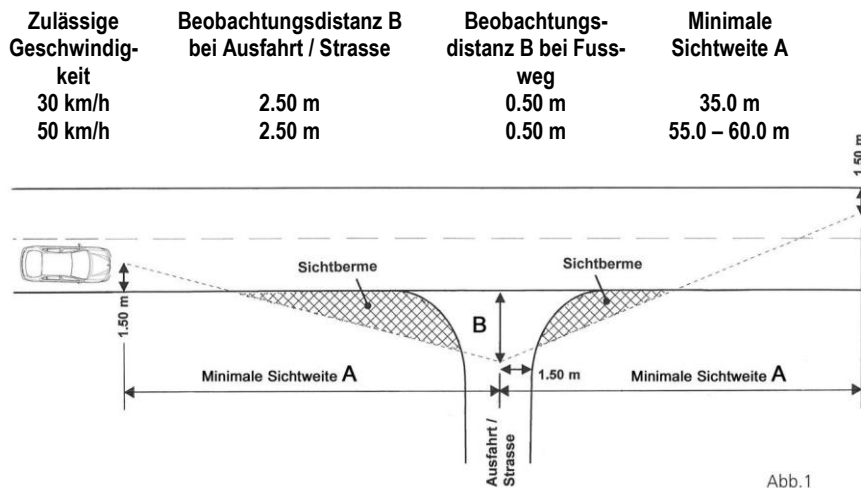 Zulässige Geschwindig-keit Beobachtungsdistanz B bei Ausfahrt / Strasse Beobachtungs-distanz B bei Fuss-weg Minimale Sichtweite A
30 km/h 2.50 m 0.50 m 35.0 m
50 km/h 2.50 m 0.50 m 55.0 – 60.0 m
1.50 m
Sichtberme
Sichtberme
1.50 m
B
1.50 m
Minimale Sichtweite A
Minimale Sichtweite A
Ausfahrt /
Strasse
Abb.1